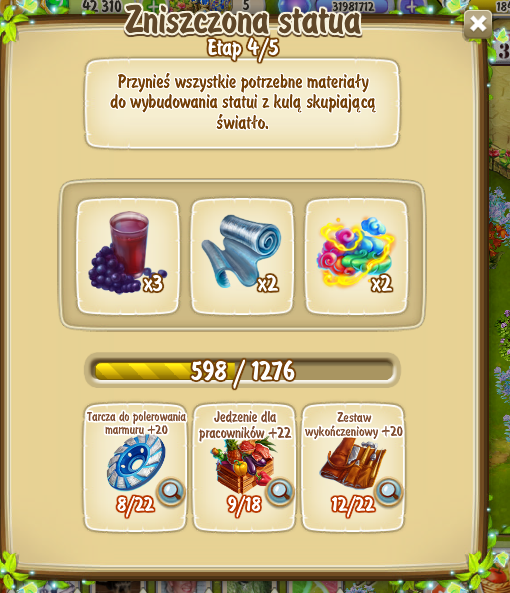 42 310
5
31981712
184
Zniszczona statua
Etap 4/5
3
Przynieś wszystkie potrzebne materiały
do wybudowania statui z kulą skupiającą
światło.
x3
x2
x2
598 / 1276
Tarcza do polerowania
marmuru +20
Jedzenie dla
pracowników +22
Zestaw
wykończeniowy +20
8/22
9/18
12/22